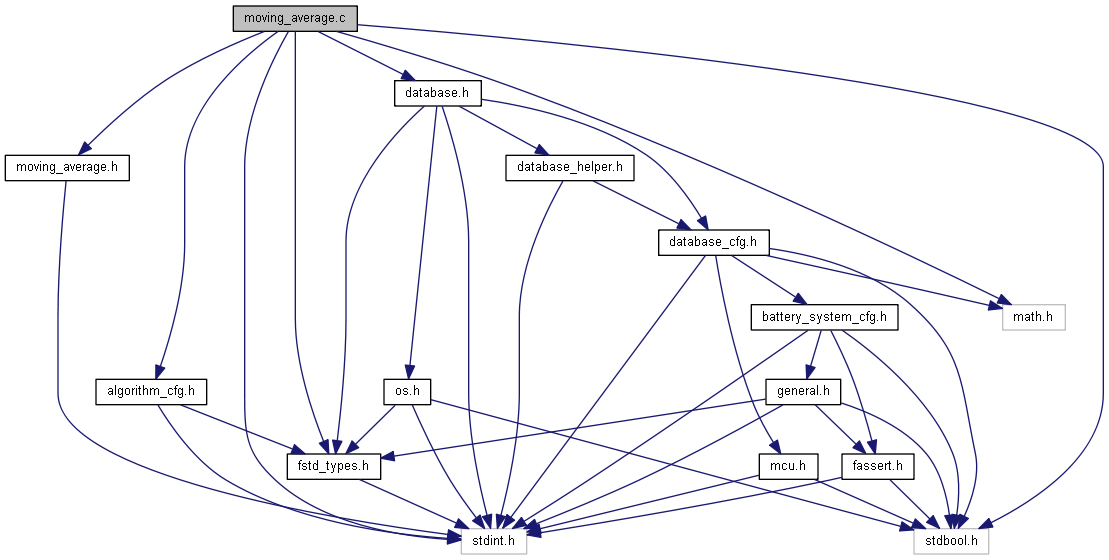 moving_average.c
database.h
moving_average.h
database_helper.h
database_cfg.h
battery_system_cfg.h
math.h
algorithm_cfg.h
os.h
general.h
fstd_types.h
mcu.h
fassert.h
stdint.h
stdbool.h